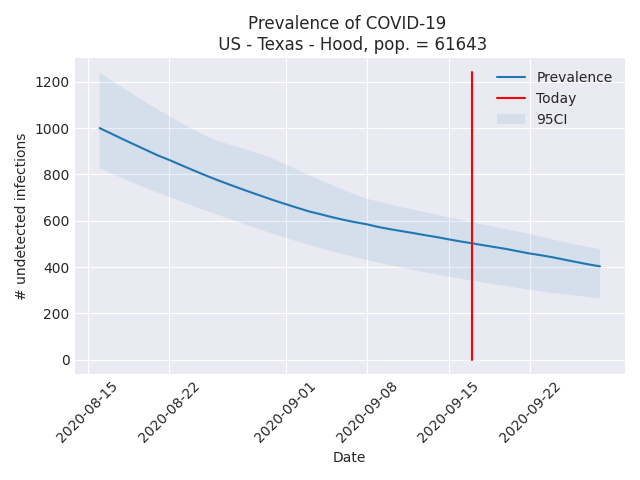 Prevalence of COVID-19
US - Texas - Hood, pop. = 61643
Prevalence
Today
95CI
# undetected infections
1200
1000
800
600
400
200
0
2020-08-15
2020-08-22
2020-09-01
2020-09-08
2020-09-15
2020-09-22
Date